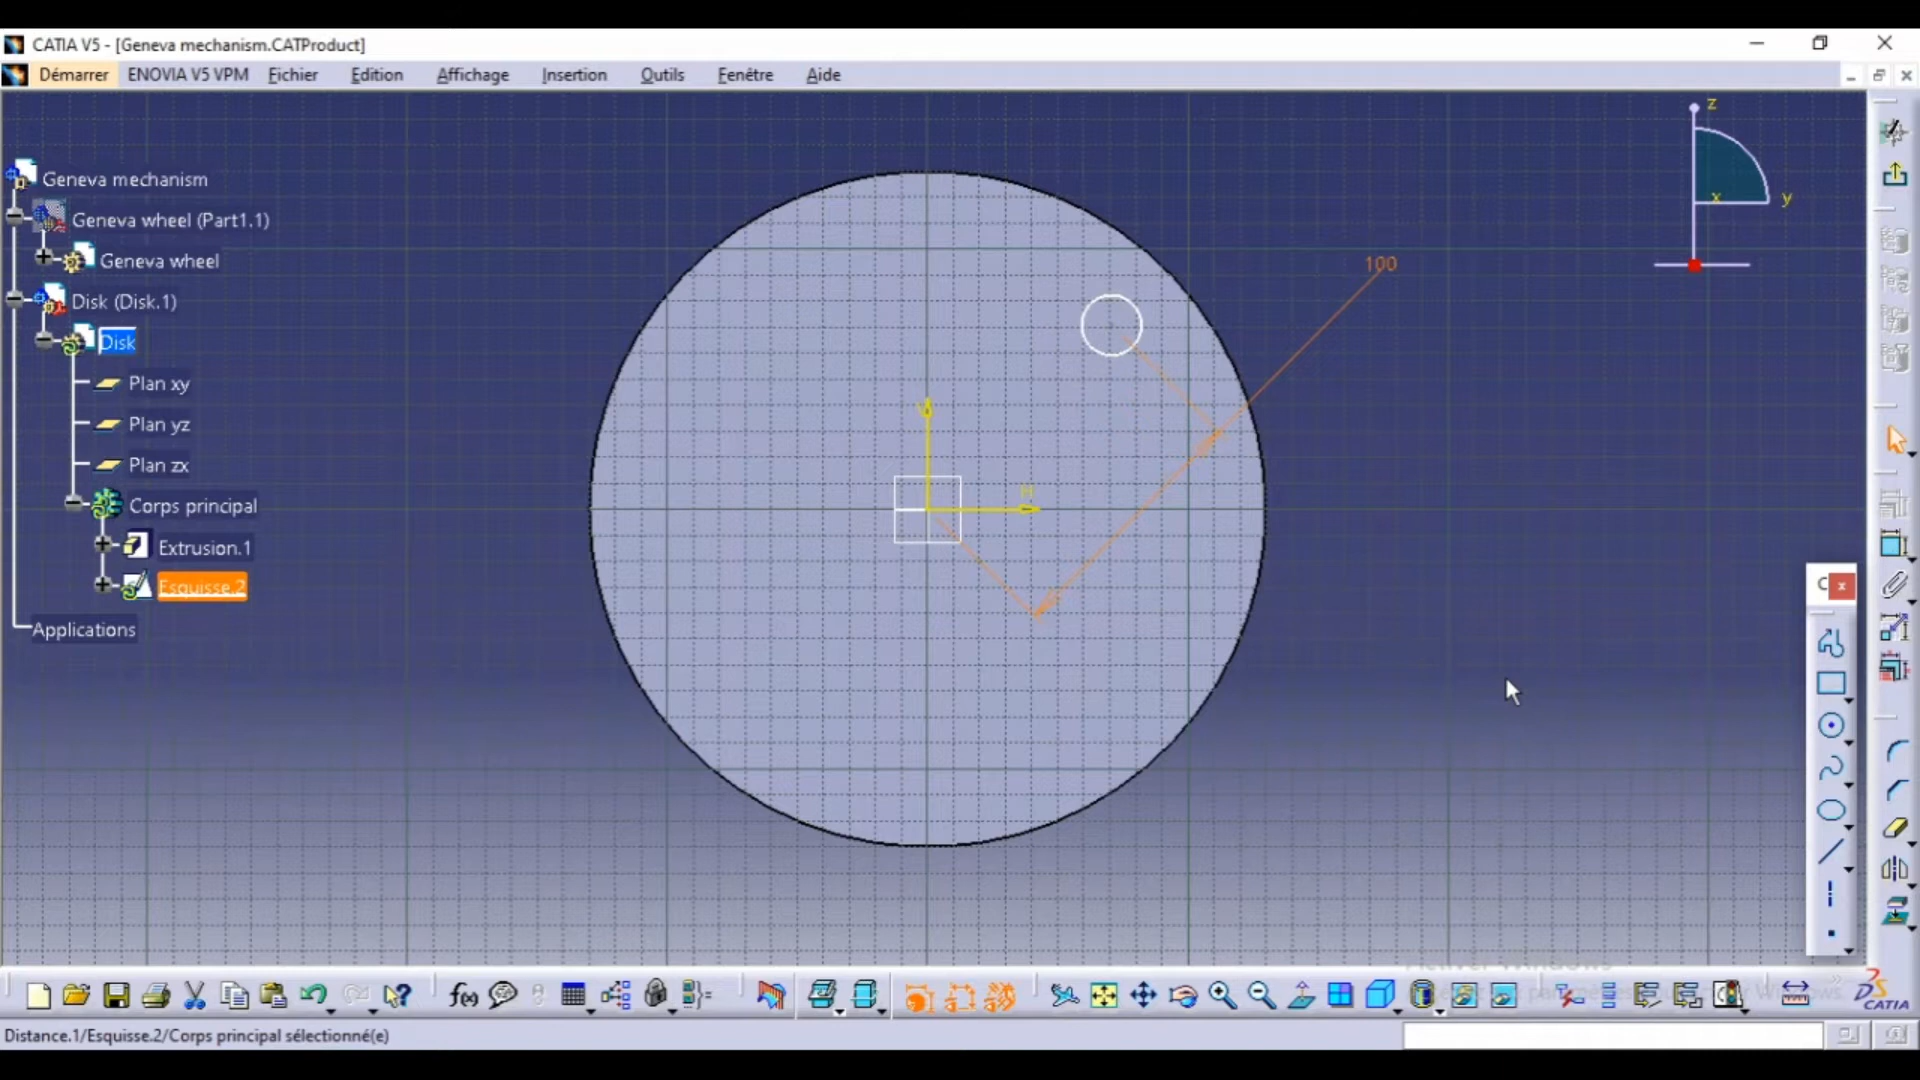 CATIA V5 - [Geneva mechanism.CATProduct]
Démarrer ENOVIA V5 VPM Fichier Edition Affichage Insertion Outils Fenêtre Aide
z
x y
Geneva mechanism
Geneva wheel (Part1.1)
Geneva wheel
Disk (Disk.1)
Disk
Plan xy
Plan yz
Plan zx
Corps principal
Extrusion.1
Esquisse.2
Applications
100
V
H
C x
f(x)
CATIA
Distance.1/Esquisse.2/Corps principal sélectionné(e)